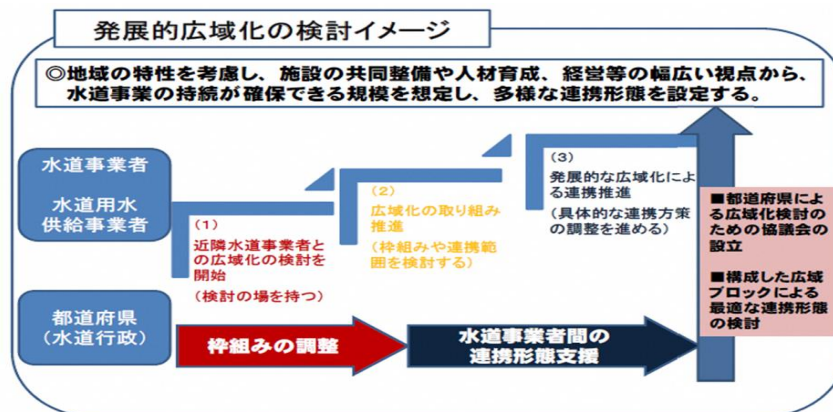 発展的広域化の検討イメージ
◎地域の特性を考慮し、施設の共同整備や人材育成、経営等の幅広い視点から、
水道事業の持続が確保できる規模を想定し、多様な連携形態を設定する。
水道事業者
水道用水
供給事業者
(1)
近隣水道事業者と
の広域化の検討を
開始
(検討の場を持つ)
(2)
広域化の取り組み
推進
(枠組みや連携範
囲を検討する)
(3)
発展的な広域化によ
る連携推進
(具体的な連携方策
の調整を進める)
■都道府県によ
る広域化検討の
ための協議会の
設立
■構成した広域
ブロックによる
最適な連携形態
の検討
都道府県
(水道行政)
枠組みの調整
水道事業者間の
連携形態支援